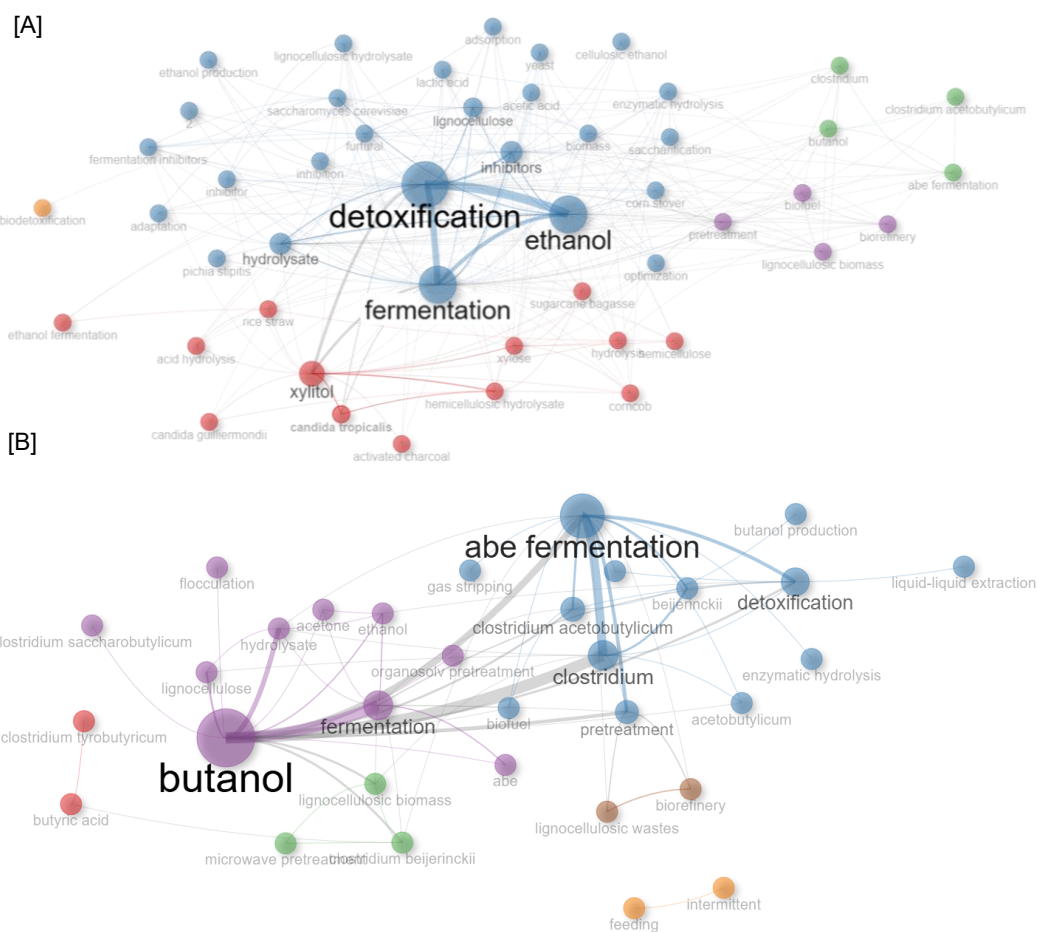 [A]
adsorption
lignocellulosic hydrolysate
cellulosic ethanol
yeast
ethanol production
lactic acid
clostridium
acetic acid
enzymatic hydrolysis
saccharomyces cerevisiae
clostridium acetobutylicum
2
lignocellulose
furfural
biomass
saccharification
butanol
fermentation inhibitors
inhibition
inhibitors
inhibitor
abe fermentation
corn stover
biofuel
biodetoxification
adaptation
detoxification
ethanol
pretreatment
biorefinery
hydrolysate
pichia stipitis
optimization
lignocellulosic biomass
fermentation
sugarcane bagasse
rice straw
ethanol fermentation
acid hydrolysis
xylose
hydrolysis
hemicellulose
xylitol
hemicellulosic hydrolysate
corncob
candida guilliermondii
candida tropicalis
activated charcoal
[B]
butanol production
abe fermentation
flocculation
gas stripping
liquid-liquid extraction
beijerinckii
detoxification
acetone
ethanol
clostridium acetobutylicum
clostridium saccharobutylicum
hydrolysate
organosolv pretreatment
clostridium
enzymatic hydrolysis
lignocellulose
fermentation
biofuel
pretreatment
acetobutylicum
clostridium tyrobutyricum
butanol
abe
lignocellulosic biomass
biorefinery
butyric acid
lignocellulosic wastes
microwave pretreatment
clostridium beijerinckii
intermittent
feeding